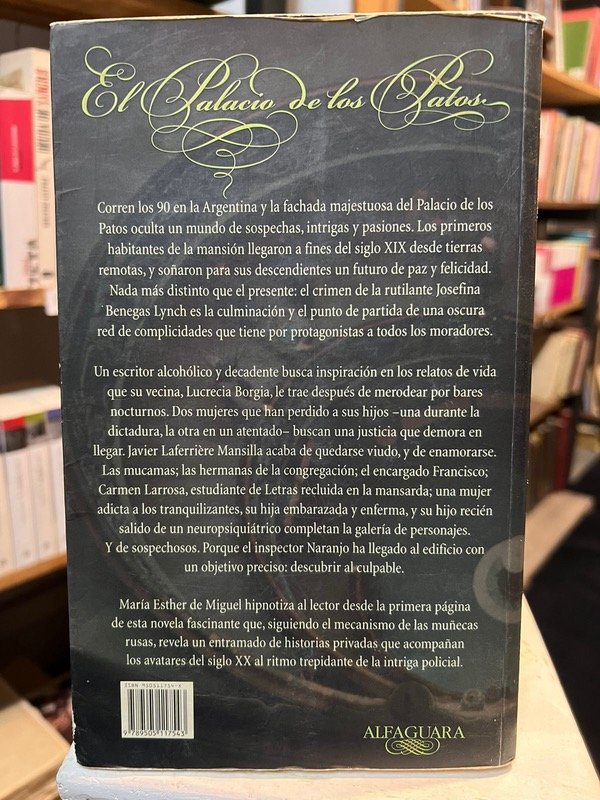 El Palacio de los Patos
Corren los 90 en la Argentina y la fachada majestuosa del Palacio de los
Patos oculta un mundo de sospechas, intrigas y pasiones. Los primeros
habitantes de la mansión llegaron a fines del siglo XIX desde tierras
remotas, y soñaron para sus descendientes un futuro de paz y felicidad.
Nada más distinto que el presente: el crimen de la rutilante Josefina
Benegas Lynch es la culminación y el punto de partida de una oscura
red de complicidades que tiene por protagonistas a todos los moradores.
Un escritor alcohólico y decadente busca inspiración en los relatos de vida
que su vecina, Lucrecia Borgia, le trae después de merodear por bares
nocturnos. Dos mujeres que han perdido a sus hijos –una durante la
dictadura, la otra en un atentado– buscan una justicia que demora en
llegar. Javier Laferrière Mansilla acaba de quedarse viudo, y de enamorarse.
Las mucamas; las hermanas de la congregación; el encargado Francisco;
Carmen Larrosa, estudiante de Letras recluida en la mansarda; una mujer
adicta a los tranquilizantes, su hija embarazada y enferma, y su hijo recién
salido de un neuropsiquiátrico completan la galería de personajes.
Y de sospechosos. Porque el inspector Naranjo ha llegado al edificio con
un objetivo preciso: descubrir al culpable.
María Esther de Miguel hipnotiza al lector desde la primera página
de esta novela fascinante que, siguiendo el mecanismo de las muñecas
rusas, revela un entramado de historias privadas que acompañan
los avatares del siglo XX al ritmo trepidante de la intriga policial.
9 789505 117543
ALFAGUARA